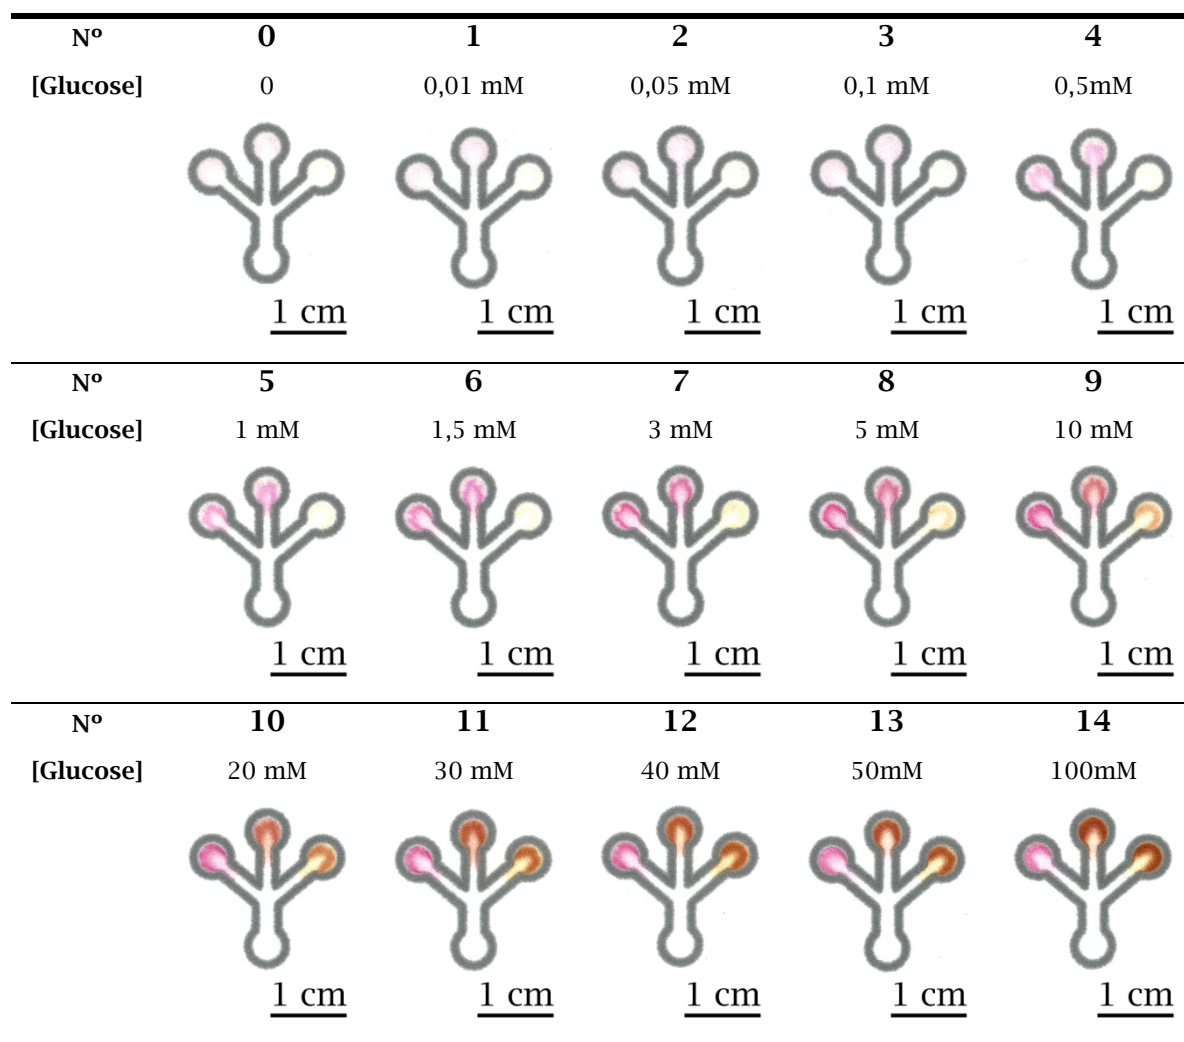 Nº 0 1 2 3 4
[Glucose] 0 0,01 mM 0,05 mM 0,1 mM 0,5mM
1 cm 1 cm 1 cm 1 cm 1 cm
Nº 5 6 7 8 9
[Glucose] 1 mM 1,5 mM 3 mM 5 mM 10 mM
1 cm 1 cm 1 cm 1 cm 1 cm
Nº 10 11 12 13 14
[Glucose] 20 mM 30 mM 40 mM 50mM 100mM
1 cm 1 cm 1 cm 1 cm 1 cm